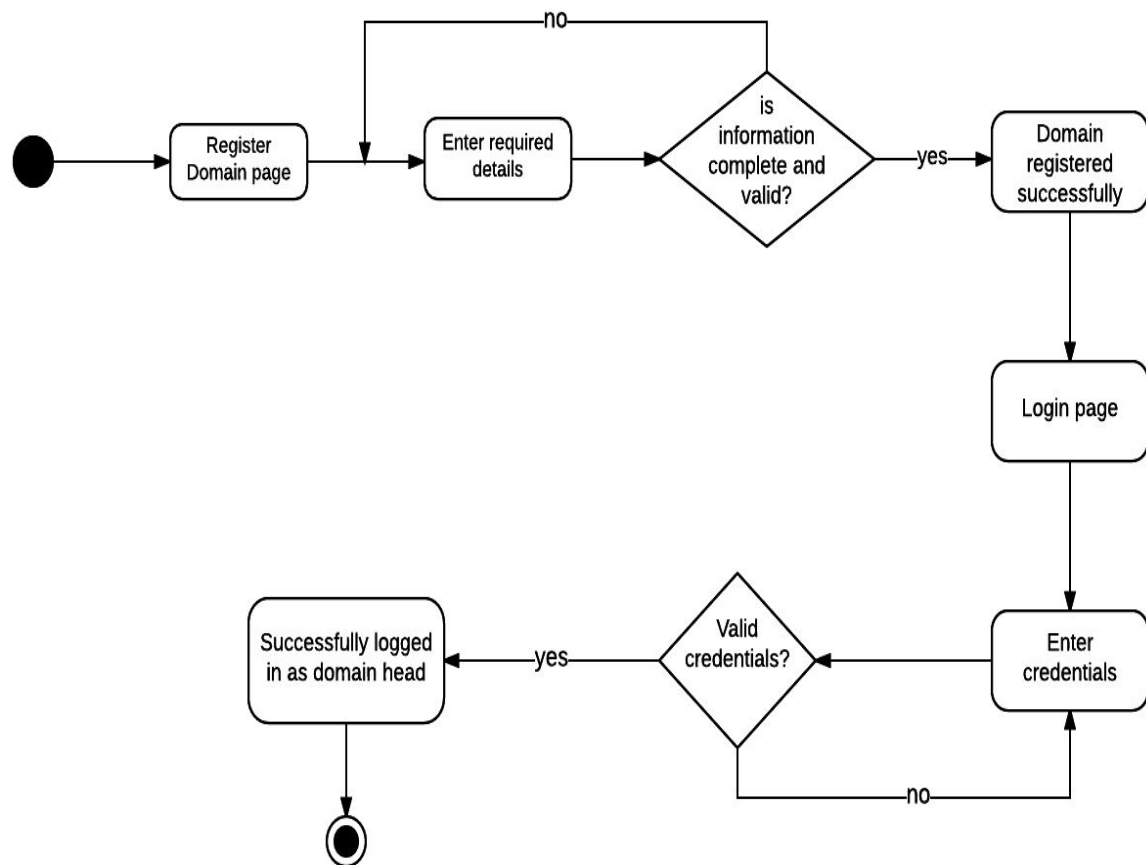 no
Register
Domain page
Enter required
details
is
information
complete and
valid?
yes
Domain
registered
successfully
Login page
Enter
credentials
Valid
credentials?
yes
Successfully logged
in as domain head
no